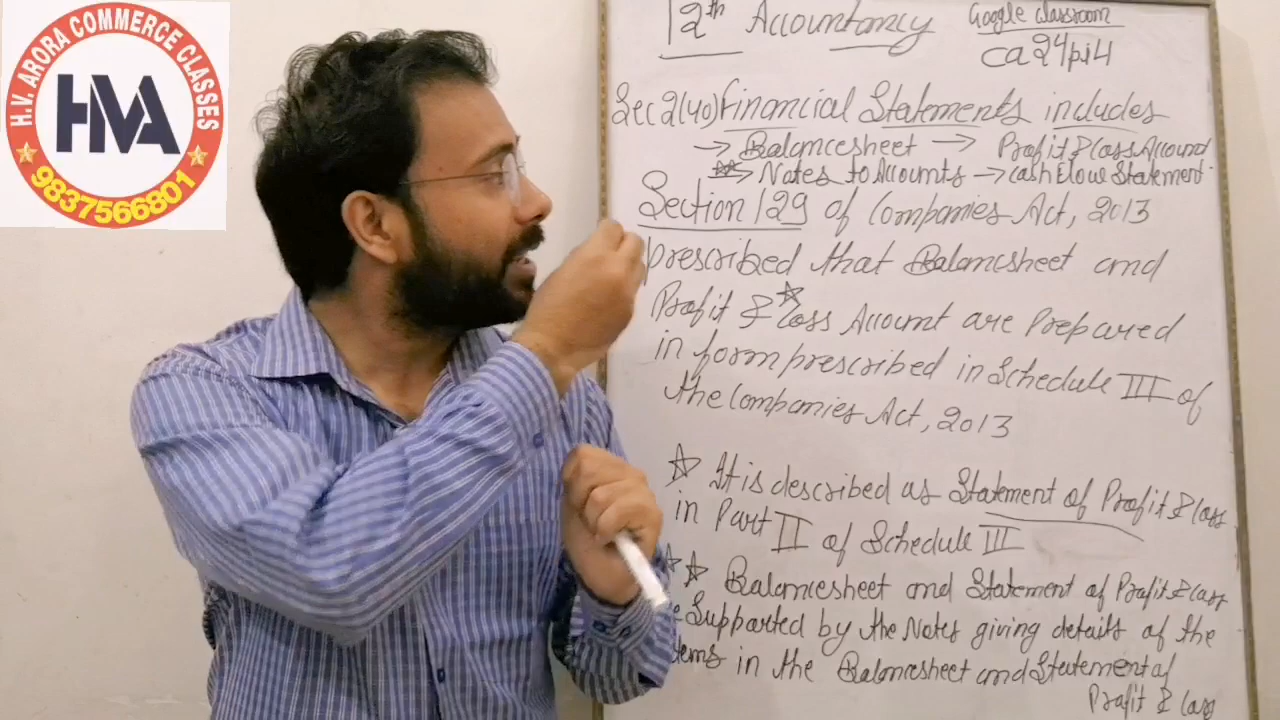 H.V. ARORA COMMERCE CLASSES
HVA
9837566801
12th Accountancy Google classroom
ca24pi4
Sec 2(40) Financial Statements includes
→ Balancesheet → Profit & Loss Account
**→ Notes to Accounts → cash Flow Statement
Section 129 of Companies Act, 2013
prescribed that Balancesheet and
Profit & Loss* Account are Prepared
in form prescribed in Schedule III of
the Companies Act, 2013
* It is described as Statement of Profit & Loss
in Part II of Schedule III
** Balancesheet and Statement of Profit & Loss
Supported by the Notes giving details of the
tems in the Balancesheet and Statement of
Profit & Loss